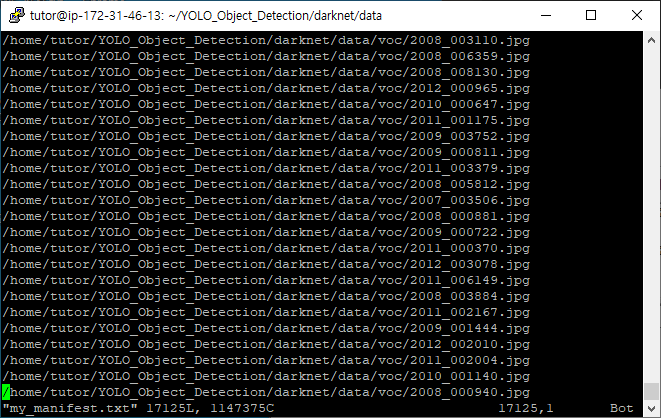 tutor@ip-172-31-46-13: ~/YOLO_Object_Detection/darknet/data
/home/tutor/YOLO_Object_Detection/darknet/data/voc/2008_003110.jpg
/home/tutor/YOLO_Object_Detection/darknet/data/voc/2008_006359.jpg
/home/tutor/YOLO_Object_Detection/darknet/data/voc/2008_008130.jpg
/home/tutor/YOLO_Object_Detection/darknet/data/voc/2012_000965.jpg
/home/tutor/YOLO_Object_Detection/darknet/data/voc/2010_000647.jpg
/home/tutor/YOLO_Object_Detection/darknet/data/voc/2011_001175.jpg
/home/tutor/YOLO_Object_Detection/darknet/data/voc/2009_003752.jpg
/home/tutor/YOLO_Object_Detection/darknet/data/voc/2009_000811.jpg
/home/tutor/YOLO_Object_Detection/darknet/data/voc/2011_003379.jpg
/home/tutor/YOLO_Object_Detection/darknet/data/voc/2008_005812.jpg
/home/tutor/YOLO_Object_Detection/darknet/data/voc/2007_003506.jpg
/home/tutor/YOLO_Object_Detection/darknet/data/voc/2008_000881.jpg
/home/tutor/YOLO_Object_Detection/darknet/data/voc/2009_000722.jpg
/home/tutor/YOLO_Object_Detection/darknet/data/voc/2011_000370.jpg
/home/tutor/YOLO_Object_Detection/darknet/data/voc/2012_003078.jpg
/home/tutor/YOLO_Object_Detection/darknet/data/voc/2011_006149.jpg
/home/tutor/YOLO_Object_Detection/darknet/data/voc/2008_003884.jpg
/home/tutor/YOLO_Object_Detection/darknet/data/voc/2011_002167.jpg
/home/tutor/YOLO_Object_Detection/darknet/data/voc/2009_001444.jpg
/home/tutor/YOLO_Object_Detection/darknet/data/voc/2012_002010.jpg
/home/tutor/YOLO_Object_Detection/darknet/data/voc/2011_002004.jpg
/home/tutor/YOLO_Object_Detection/darknet/data/voc/2010_001140.jpg
/home/tutor/YOLO_Object_Detection/darknet/data/voc/2008_000940.jpg
"my_manifest.txt" 17125L, 1147375C 17125,1 Bot